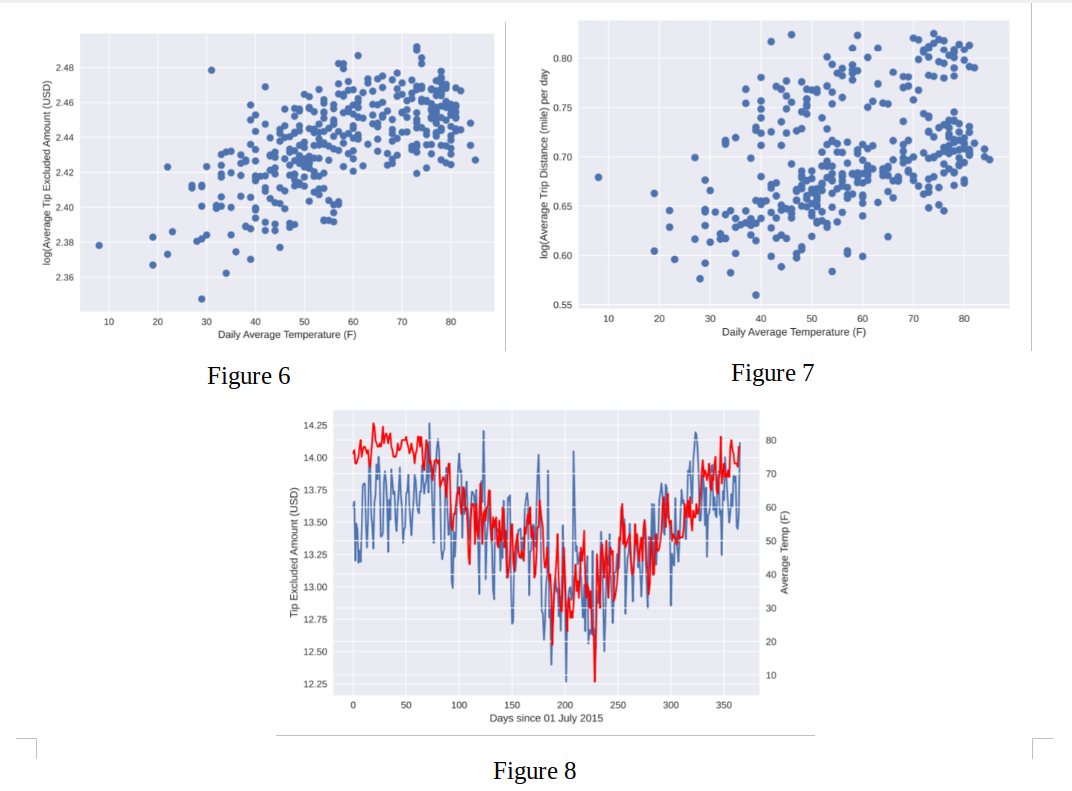 2.48
2.46
2.44
2.42
2.40
2.38
2.36
log(Average Tip Excluded Amount (USD)
10 20 30 40 50 60 70 80
Daily Average Temperature (F)
Figure 6
0.80
0.75
0.70
0.65
0.60
0.55
log(Average Trip Distance (mile) per day
10 20 30 40 50 60 70 80
Daily Average Temperature (F)
Figure 7
14.25
14.00
13.75
13.50
13.25
13.00
12.75
12.50
12.25
Tip Excluded Amount (USD)
80
70
60
50
40
30
20
10
Average Temp (F)
0 50 100 150 200 250 300 350
Days since 01 July 2015
Figure 8